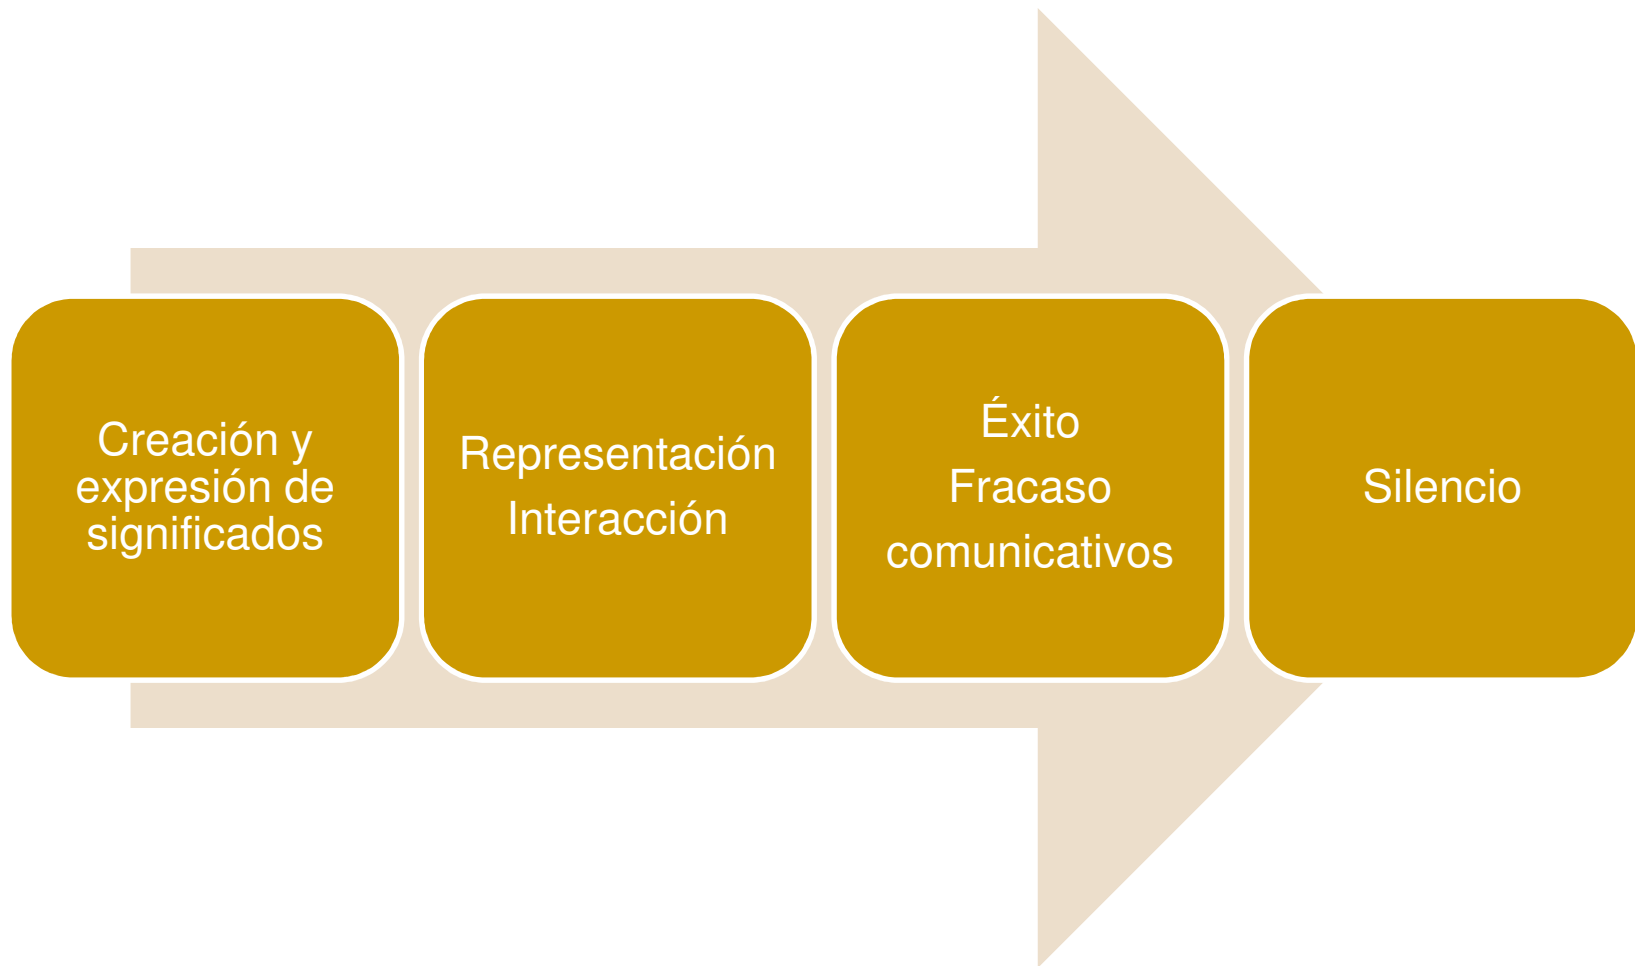 Creación y
expresión de
significados
Representación
Interacción
Éxito
Fracaso
comunicativos
Silencio